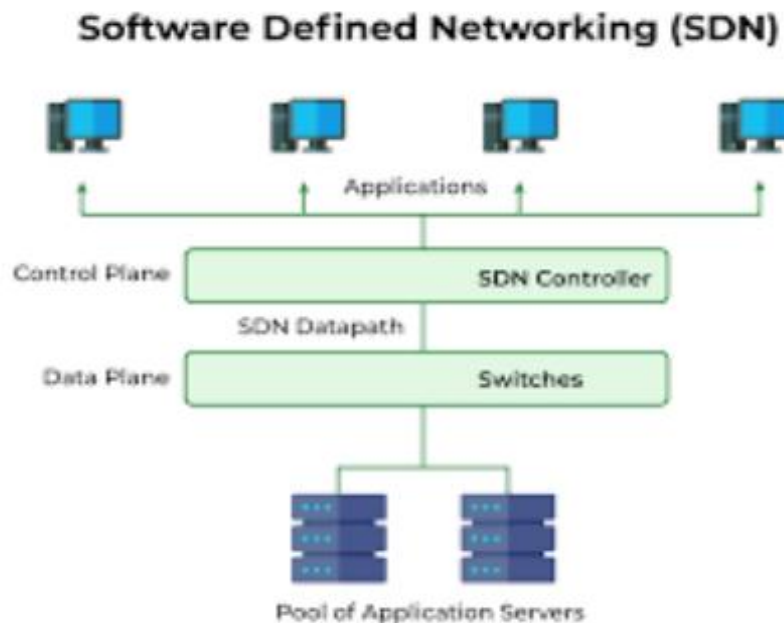 Software Defined Networking (SDN)
Applications
Control Plane
SDN Controller
SDN Datapath
Data Plane
Switches
Pool of Application Servers